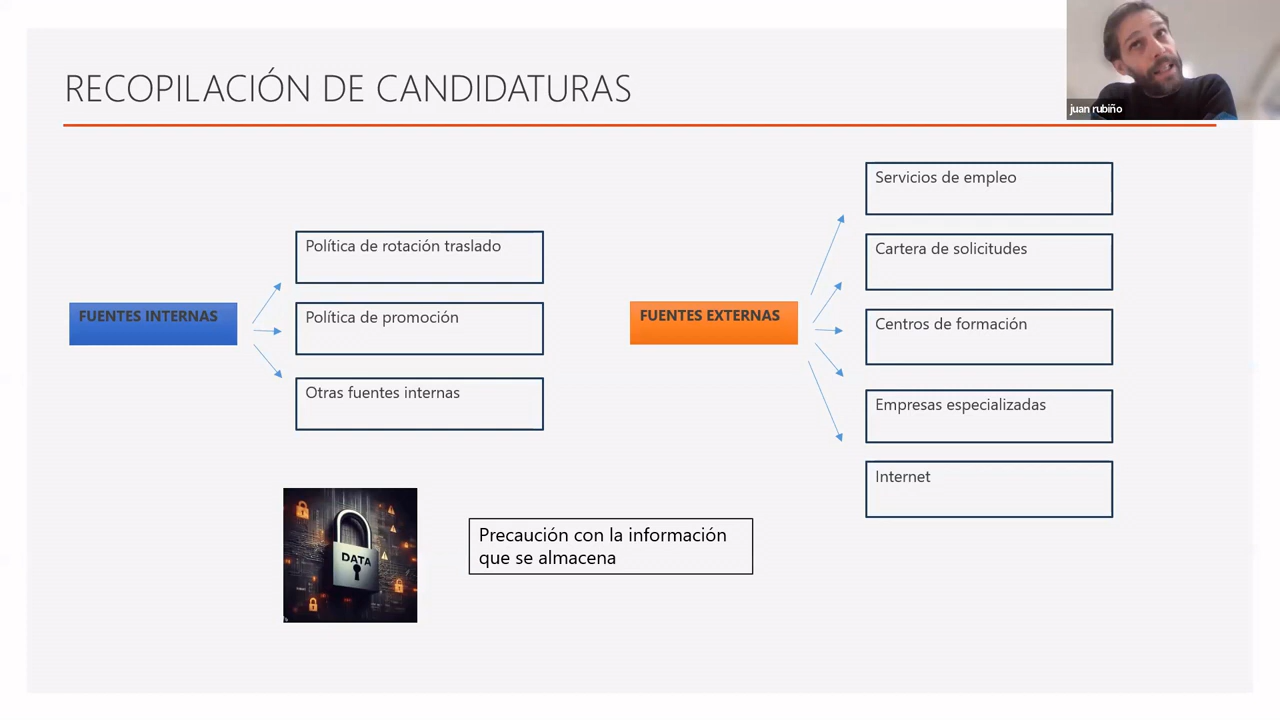 RECOPILACIÓN DE CANDIDATURAS
juan rubiño
FUENTES INTERNAS
Política de rotación traslado
Política de promoción
Otras fuentes internas
FUENTES EXTERNAS
Servicios de empleo
Cartera de solicitudes
Centros de formación
Empresas especializadas
Internet
DATA
Precaución con la información
que se almacena